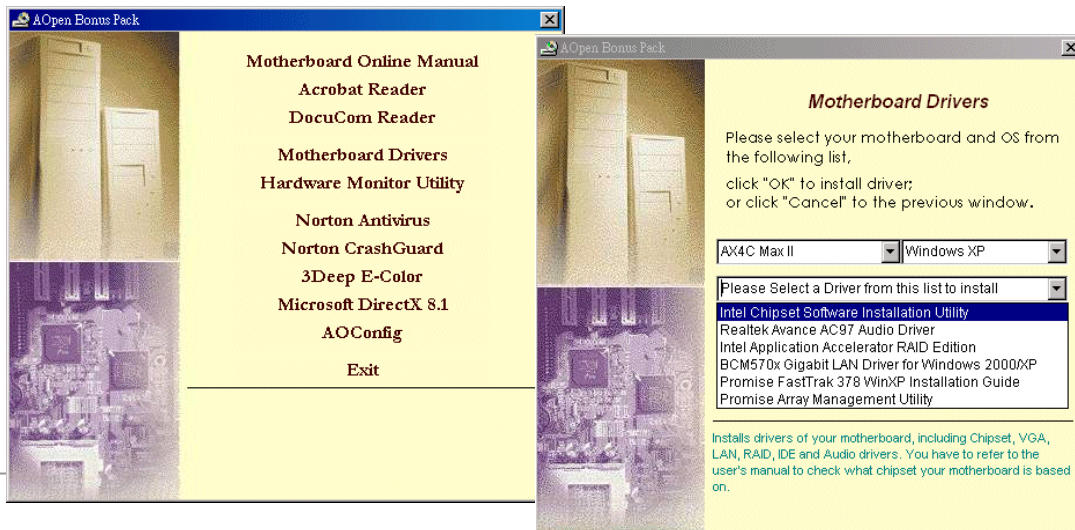 AOpen Bonus Pack
Motherboard Online Manual
Acrobat Reader
DocuCom Reader
Motherboard Drivers
Hardware Monitor Utility
Norton Antivirus
Norton CrashGuard
3Deep E-Color
Microsoft DirectX 8.1
AOConfig
Exit
AOpen Bonus Pack
Motherboard Drivers
Please select your motherboard and OS from
the following list,
click "OK" to install driver;
or click "Cancel" to the previous window.
AX4C Max II Windows XP
Please Select a Driver from this list to install
Intel Chipset Software Installation Utility
Realtek Avance AC97 Audio Driver
Intel Application Accelerator RAID Edition
BCM570x Gigabit LAN Driver for Windows 2000/XP
Promise FastTrak 378 WinXP Installation Guide
Promise Array Management Utility
Installs drivers of your motherboard, including Chipset, VGA,
LAN, RAID, IDE and Audio drivers. You have to refer to the
user's manual to check what chipset your motherboard is based
on.